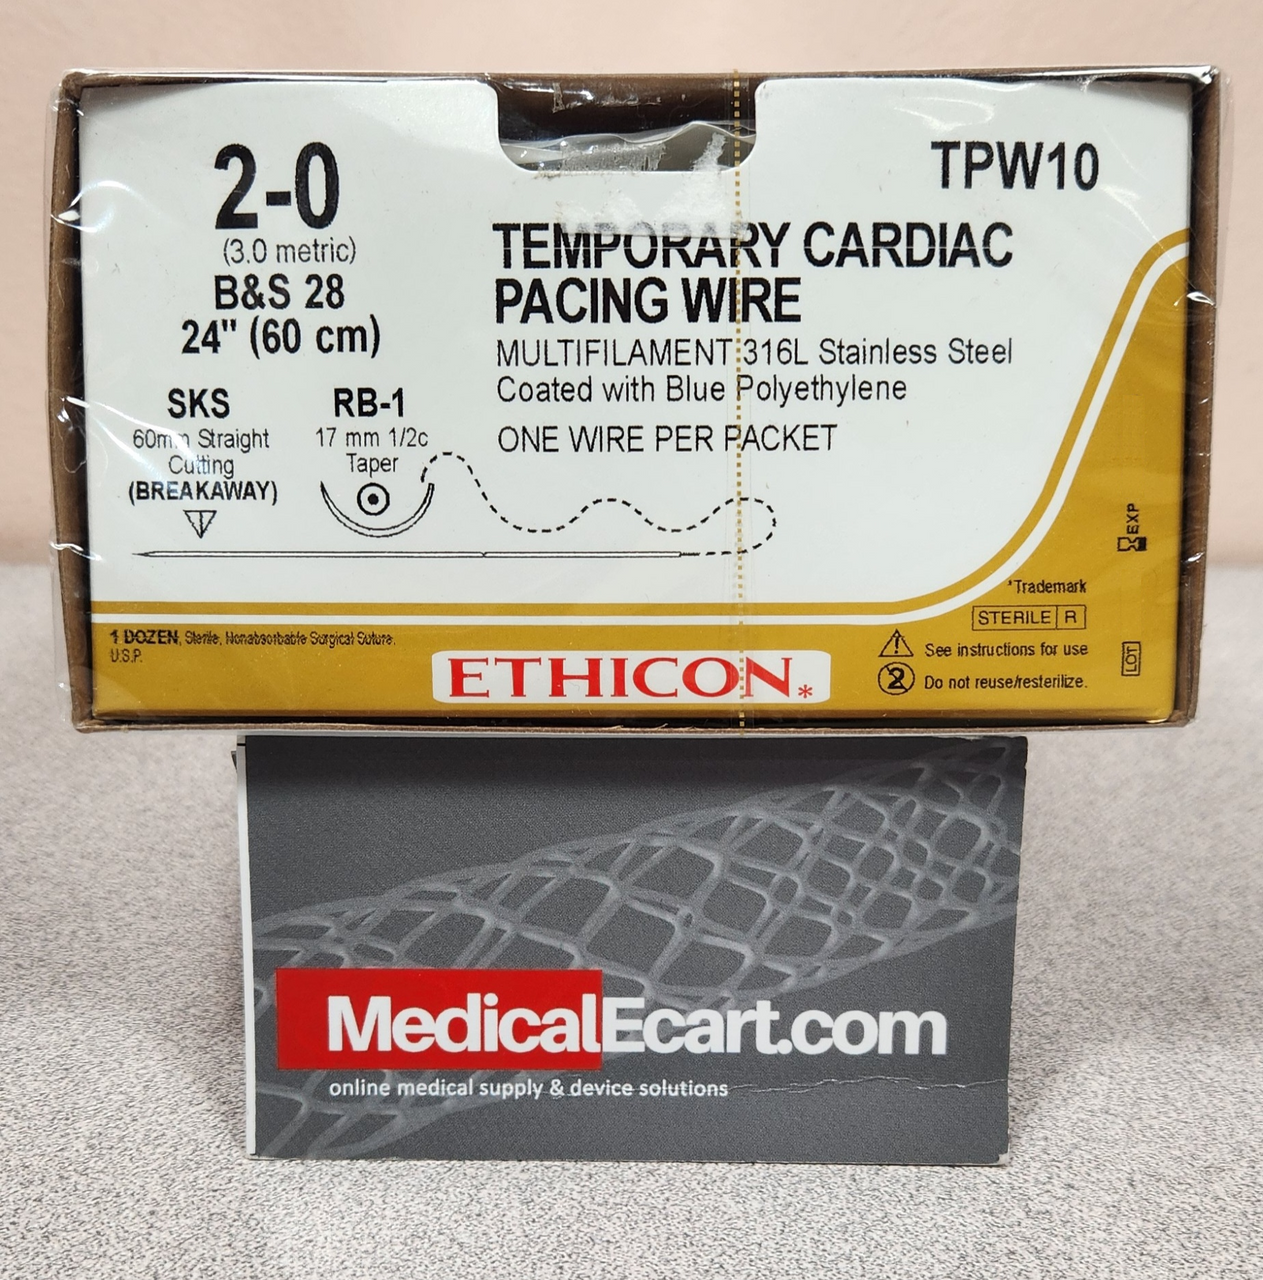 2-0
(3.0 metric)
B&S 28
24" (60 cm)
SKS
60mm Straight
Cutting
(BREAKAWAY)
RB-1
17 mm 1/2c
Taper
TPW10
TEMPORARY CARDIAC
PACING WIRE
MULTIFILAMENT 316L Stainless Steel
Coated with Blue Polyethylene
ONE WIRE PER PACKET
EXP
*Trademark
STERILE R
1 DOZEN, Sterile, Nonabsorbable Surgical Suture.
U.S.P.
ETHICON*
See instructions for use
2 Do not reuse/resterilize.
LOT
MedicalEcart.com
online medical supply & device solutions